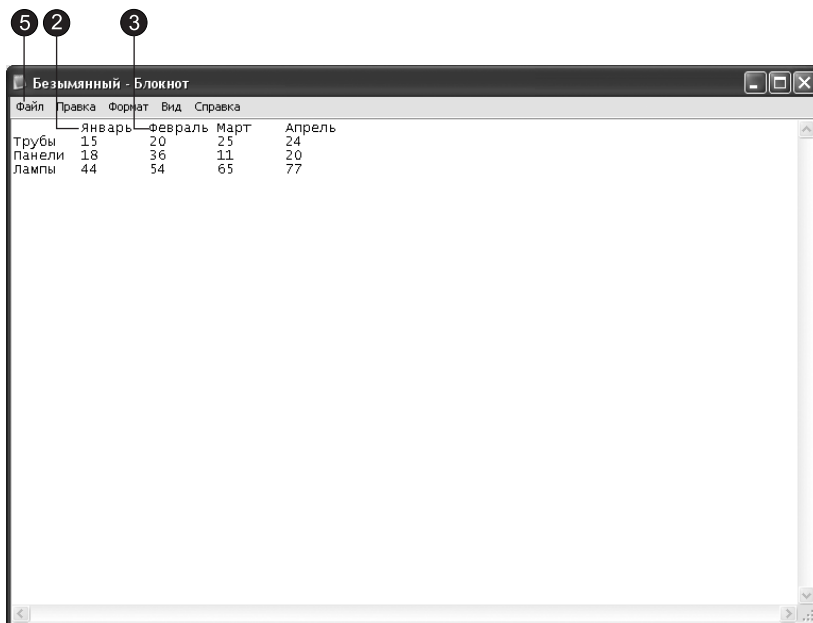 5 2 3
Безымянный - Блокнот
Файл Правка Формат Вид Справка
Январь Февраль Март Апрель
Трубы 15 20 25 24
Панели 18 36 11 20
Лампы 44 54 65 77